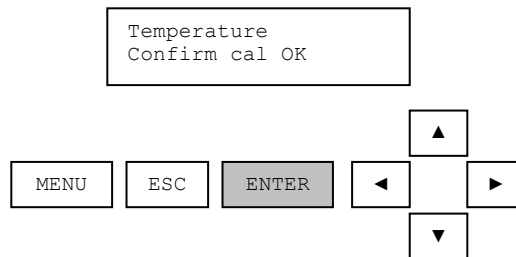 Temperature
Confirm cal OK
▲
MENU ESC ENTER ◄ ►
▼